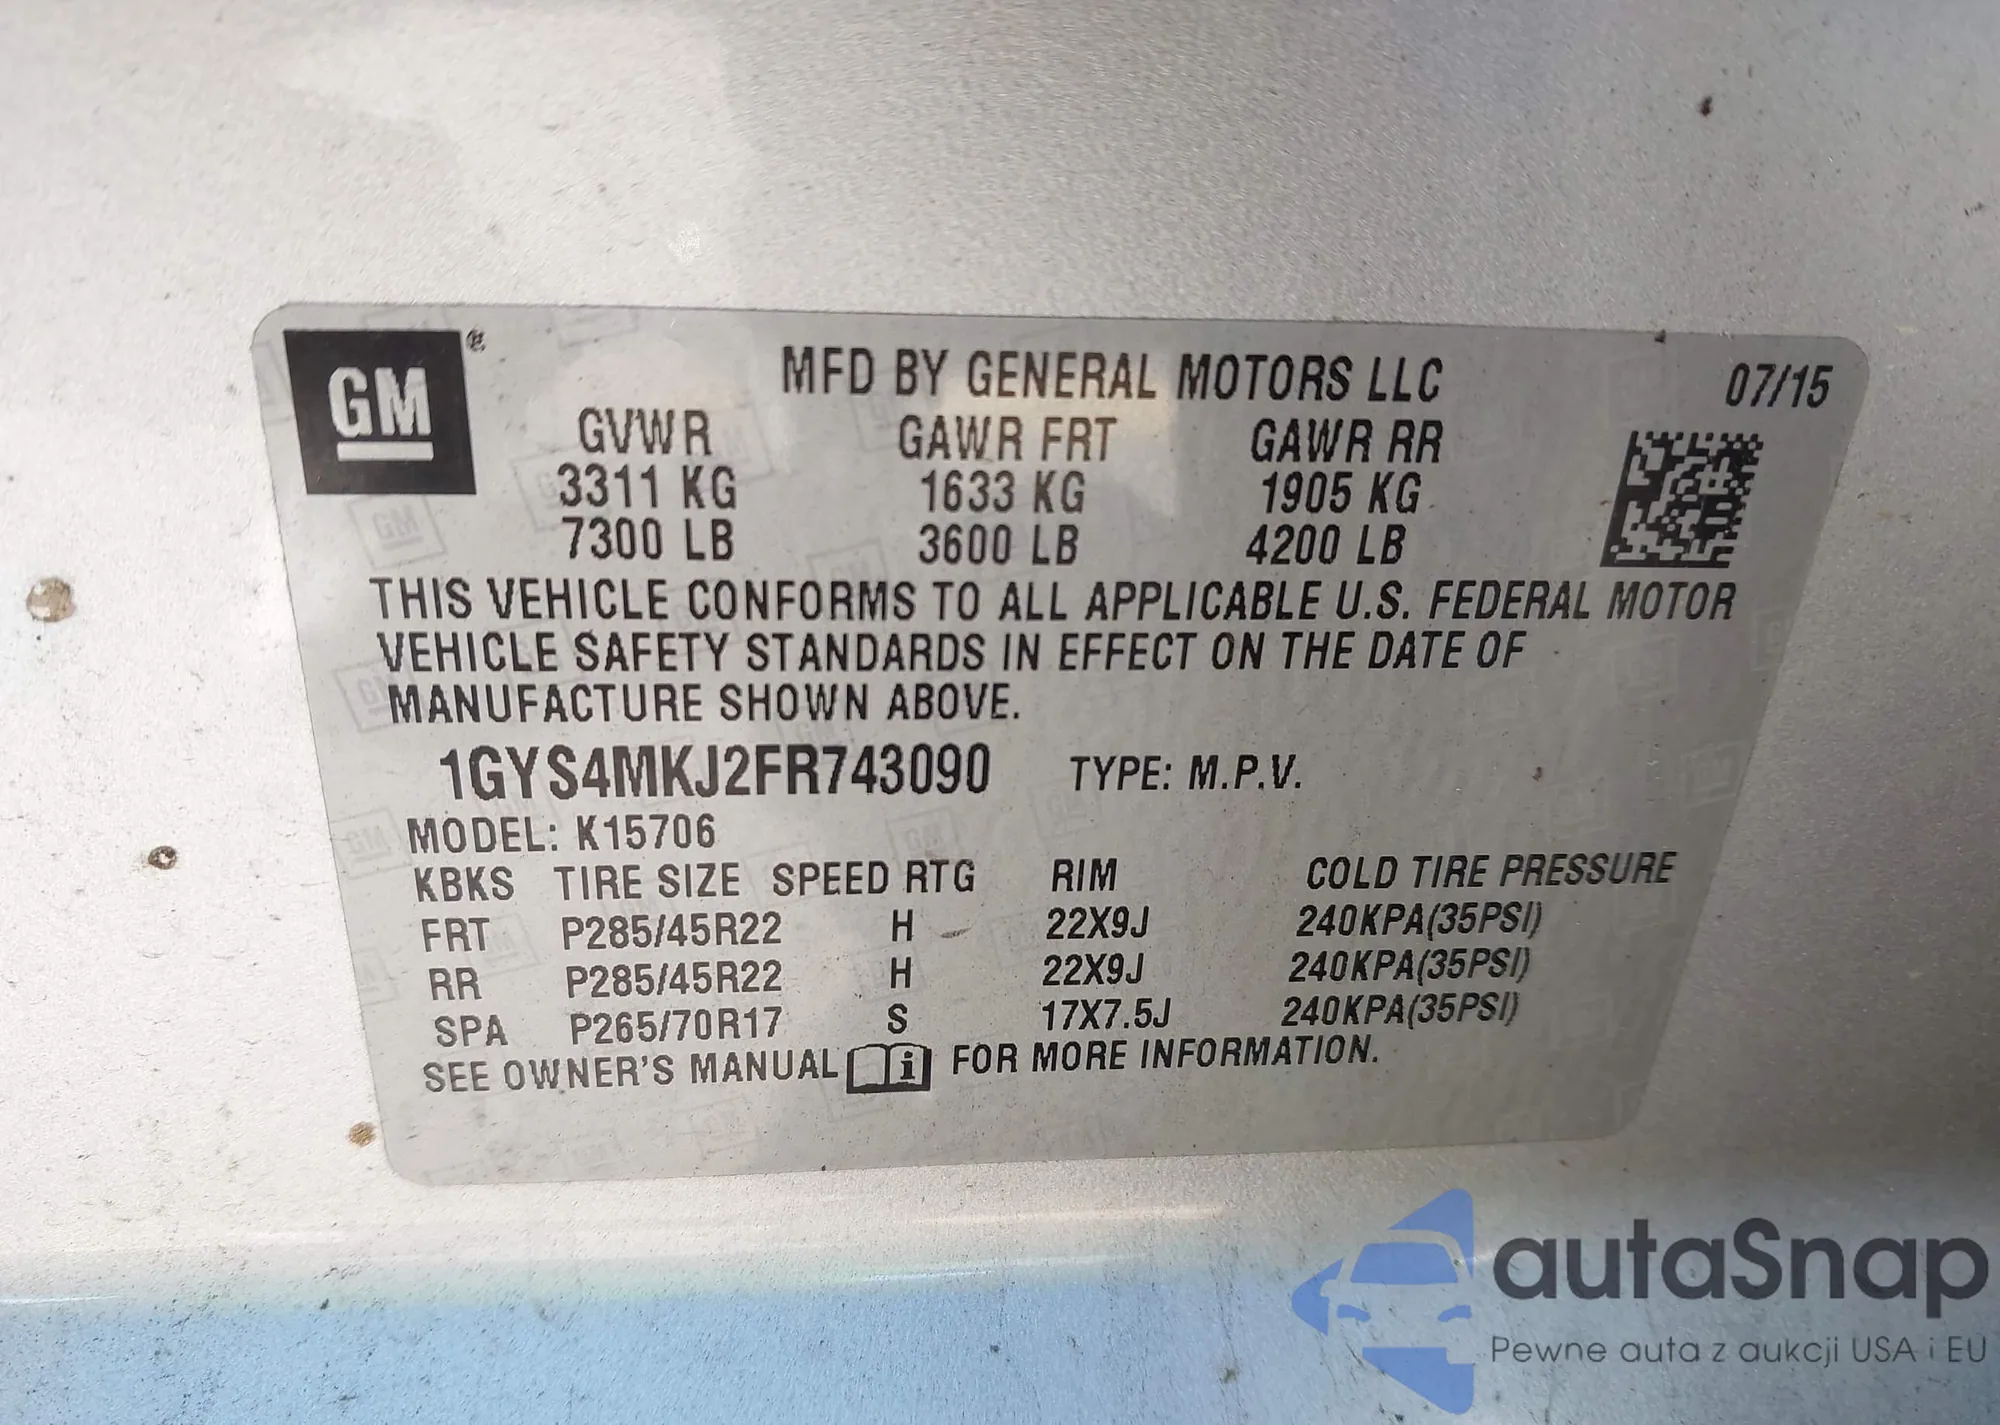 GM®
MFD BY GENERAL MOTORS LLC 07/15
GVWR GAWR FRT GAWR RR
3311 KG 1633 KG 1905 KG
7300 LB 3600 LB 4200 LB
THIS VEHICLE CONFORMS TO ALL APPLICABLE U.S. FEDERAL MOTOR
VEHICLE SAFETY STANDARDS IN EFFECT ON THE DATE OF
MANUFACTURE SHOWN ABOVE.
1GYS4MKJ2FR743090 TYPE: M.P.V.
MODEL: K15706
KBKS TIRE SIZE SPEED RTG RIM COLD TIRE PRESSURE
FRT P285/45R22 H 22X9J 240KPA(35PSI)
RR P285/45R22 H 22X9J 240KPA(35PSI)
SPA P265/70R17 S 17X7.5J 240KPA(35PSI)
SEE OWNER'S MANUAL i FOR MORE INFORMATION.
autaSnap
Pewne auta z aukcji USA i EU